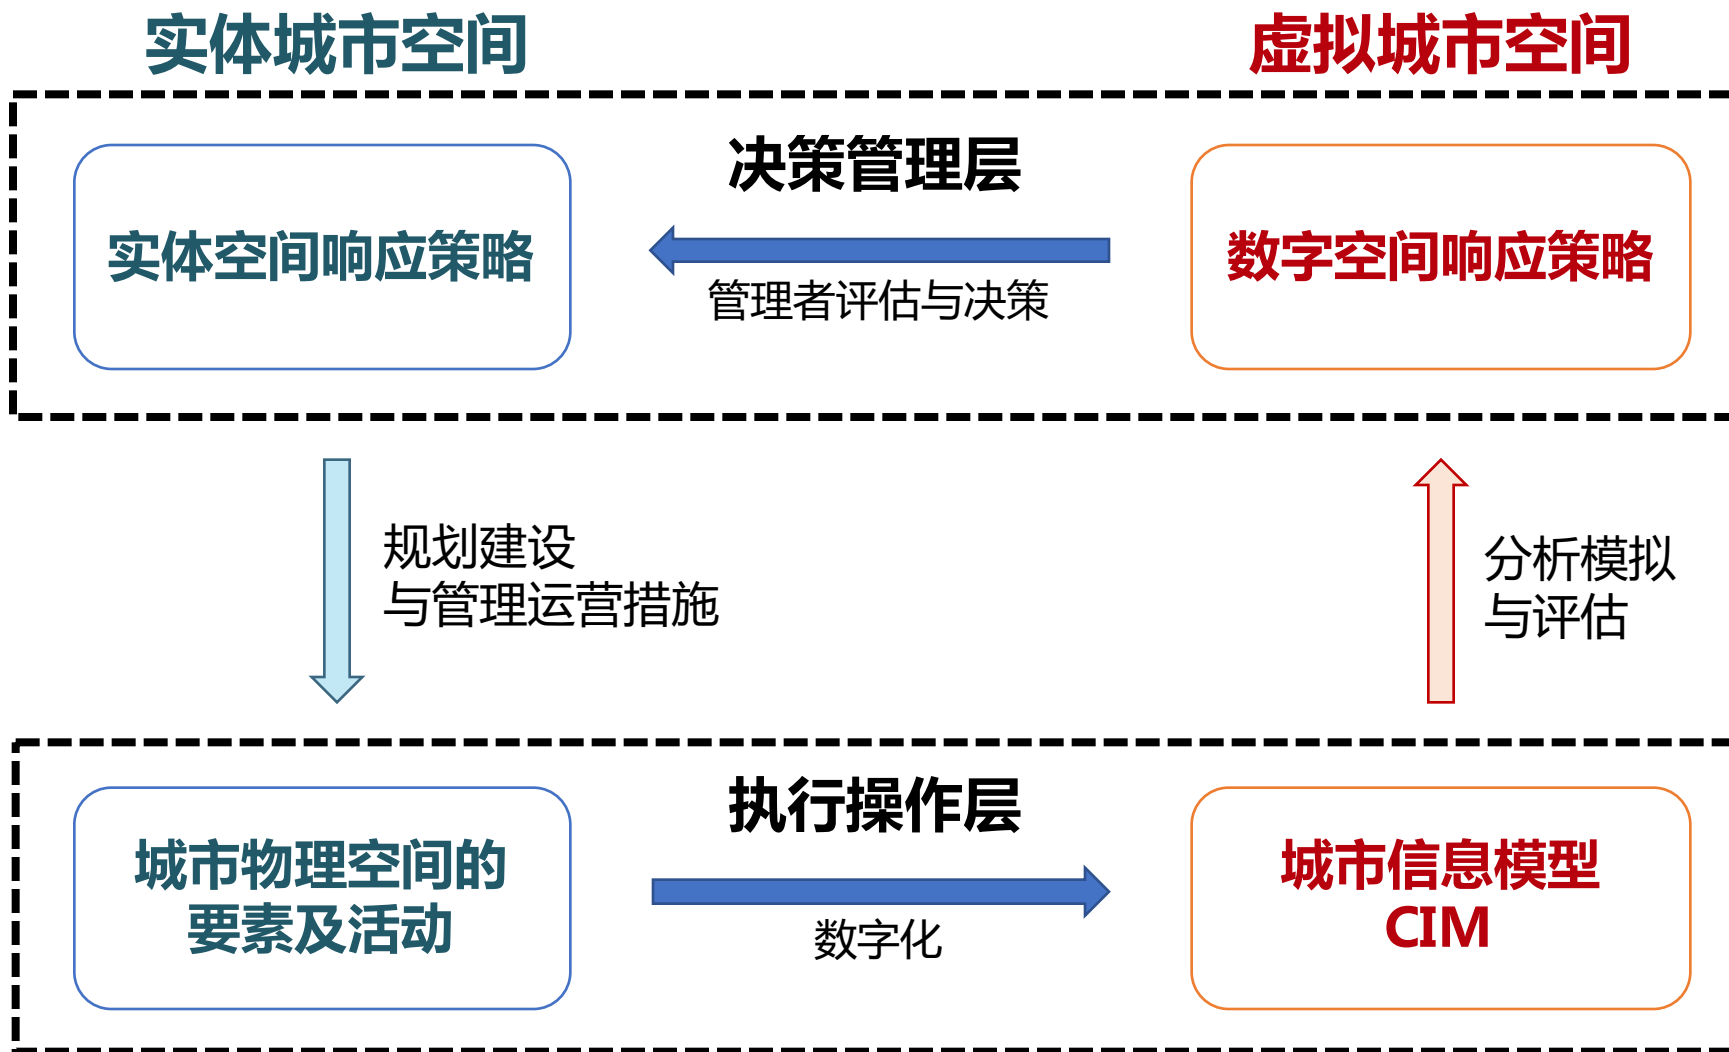 实体城市空间
虚拟城市空间
决策管理层
实体空间响应策略
数字空间响应策略
管理者评估与决策
规划建设
与管理运营措施
分析模拟
与评估
执行操作层
城市物理空间的
要素及活动
城市信息模型
CIM
数字化